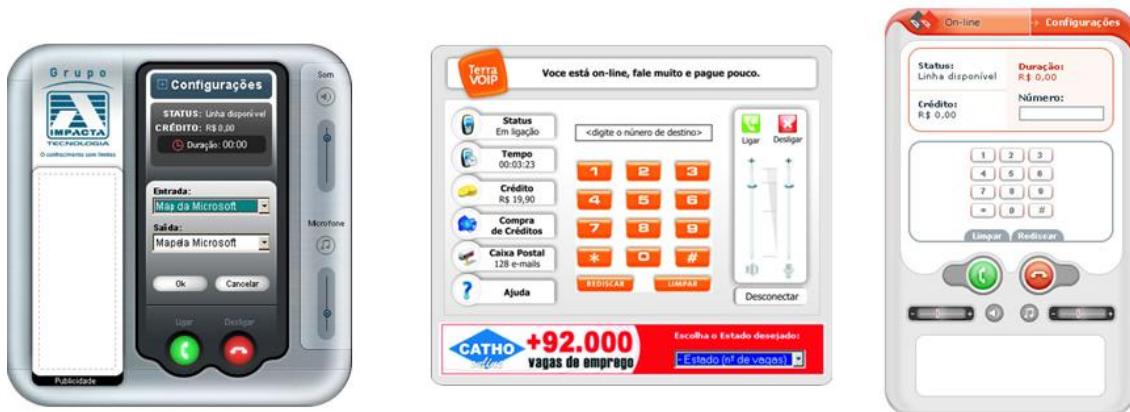 Grupo
IMPACTA
TECNOLOGIA
O conhecimento sem limites
Publicidade
Configurações
STATUS: Linha disponível
CRÉDITO: R$ 0,00
Duração: 00:00
Entrada:
Map da Microsoft
Saída:
Mapela Microsoft
Ok
Cancelar
Ligar
Desligar
Som
Microfone
Terra
VOIP
Voce está on-line, fale muito e pague pouco.
Status
Em ligação
Tempo
00:03:23
Crédito
R$ 19,90
Compra
de Créditos
Caixa Postal
128 e-mails
?
Ajuda
<digite o número de destino>
1 2 3
4 5 6
7 8 9
* 0 #
REDISCAR
LIMPAR
Ligar
Desligar
Desconectar
CATHO
+92.000
vagas de emprego
Escolha o Estado desejado:
- Estado (nº de vagas)
On-line
Configurações
Status:
Linha disponível
Duração:
R$ 0,00
Crédito:
R$ 0,00
Número:
1 2 3
4 5 6
7 8 9
* 0 #
Limpar
Rediscar